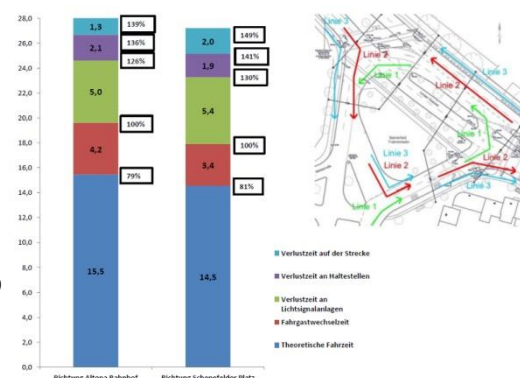 28,0
26,0
24,0
22,0
20,0
18,0
16,0
14,0
12,0
10,0
8,0
6,0
4,0
2,0
0,0
1,3
2,1
5,0
4,2
15,5
139%
136%
126%
100%
79%
2,0
1,9
5,4
3,4
14,5
149%
141%
130%
100%
81%
Richtung Altona Bahnhof
Richtung Schenefelder Platz
Verlustzeit auf der Strecke
Verlustzeit an Haltestellen
Verlustzeit an
Lichtsignalanlagen
Fahrgastwechselzeit
Theoretische Fahrzeit
Linie 3
Linie 2
Linie 1
Linie 3
Linie 2
Linie 1
Linie 3
Linie 2
Linie 2
Linie 3
Linie 1